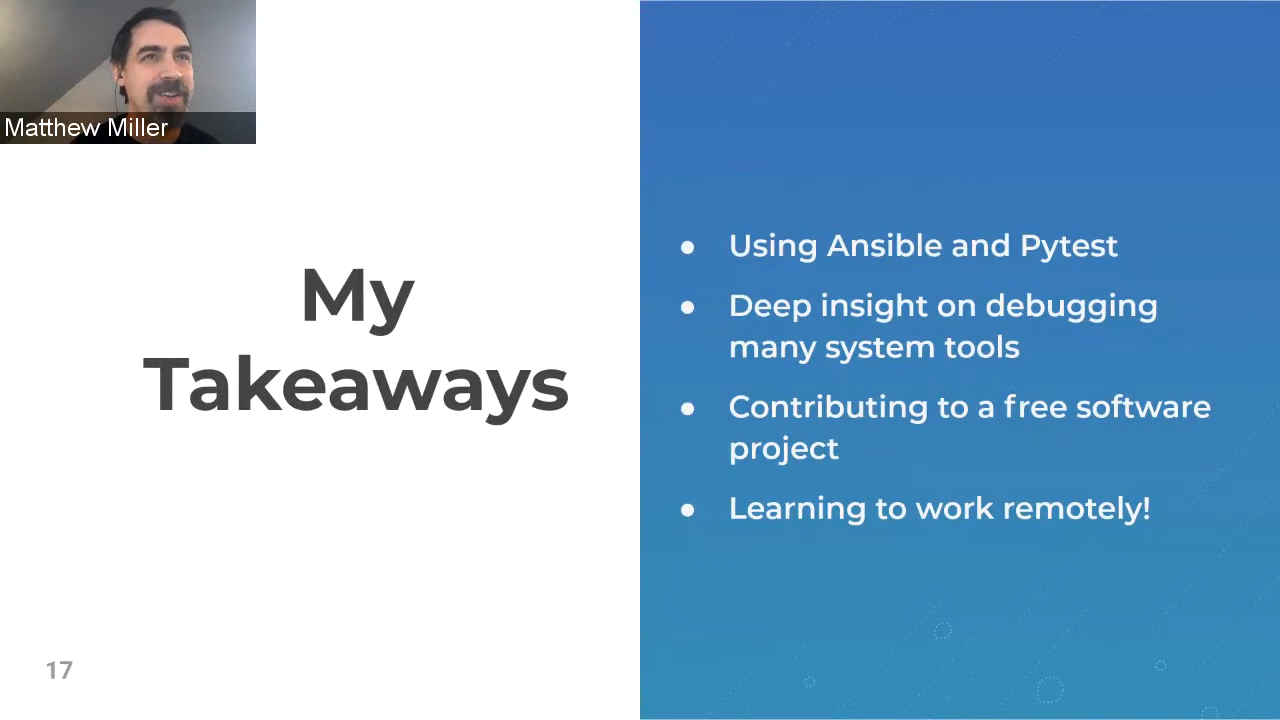 Matthew Miller
My
Takeaways
● Using Ansible and Pytest
● Deep insight on debugging
many system tools
● Contributing to a free software
project
● Learning to work remotely!
17